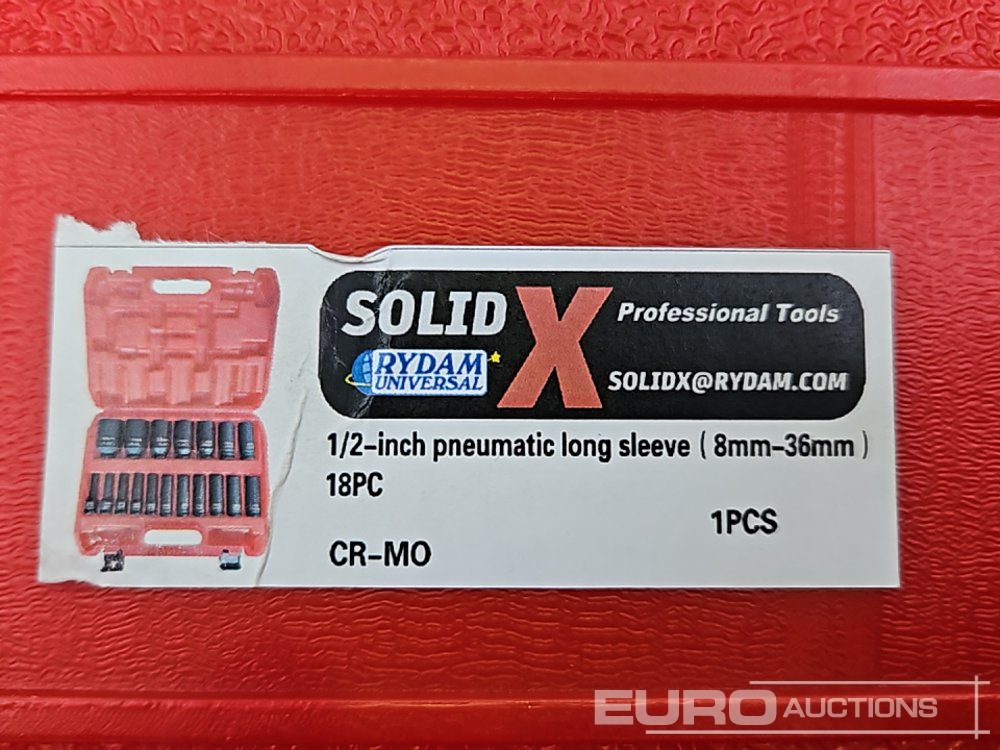 SOLID X Professional Tools
RYDAM
UNIVERSAL
SOLIDX@RYDAM.COM
1/2-inch pneumatic long sleeve ( 8mm-36mm )
18PC
1PCS
CR-MO
EURO AUCTIONS